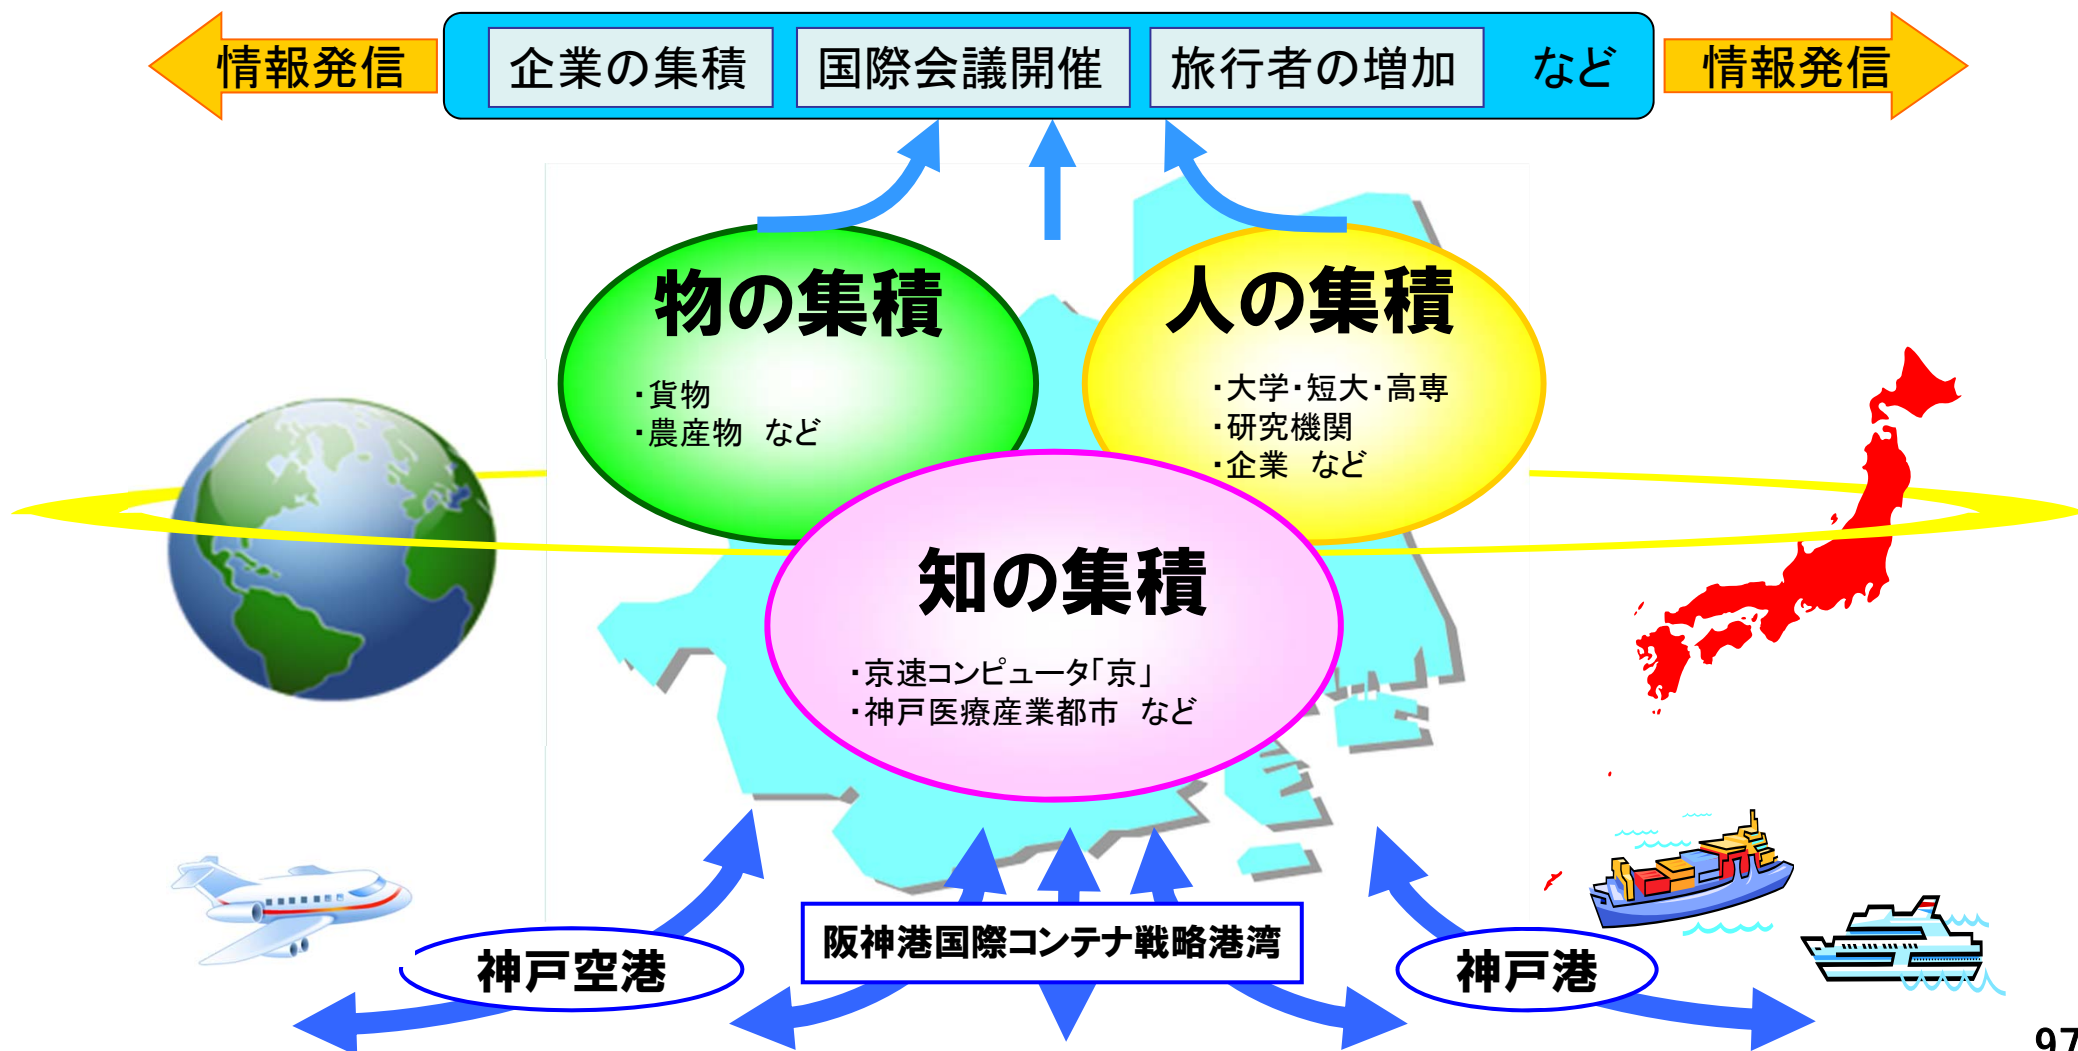 情報発信
企業の集積
国際会議開催
旅行者の増加
など
情報発信
物の集積
・貨物
・農産物　など
人の集積
・大学・短大・高専
・研究機関
・企業　など
知の集積
・京速コンピュータ「京」
・神戸医療産業都市　など
神戸空港
阪神港国際コンテナ戦略港湾
神戸港
97